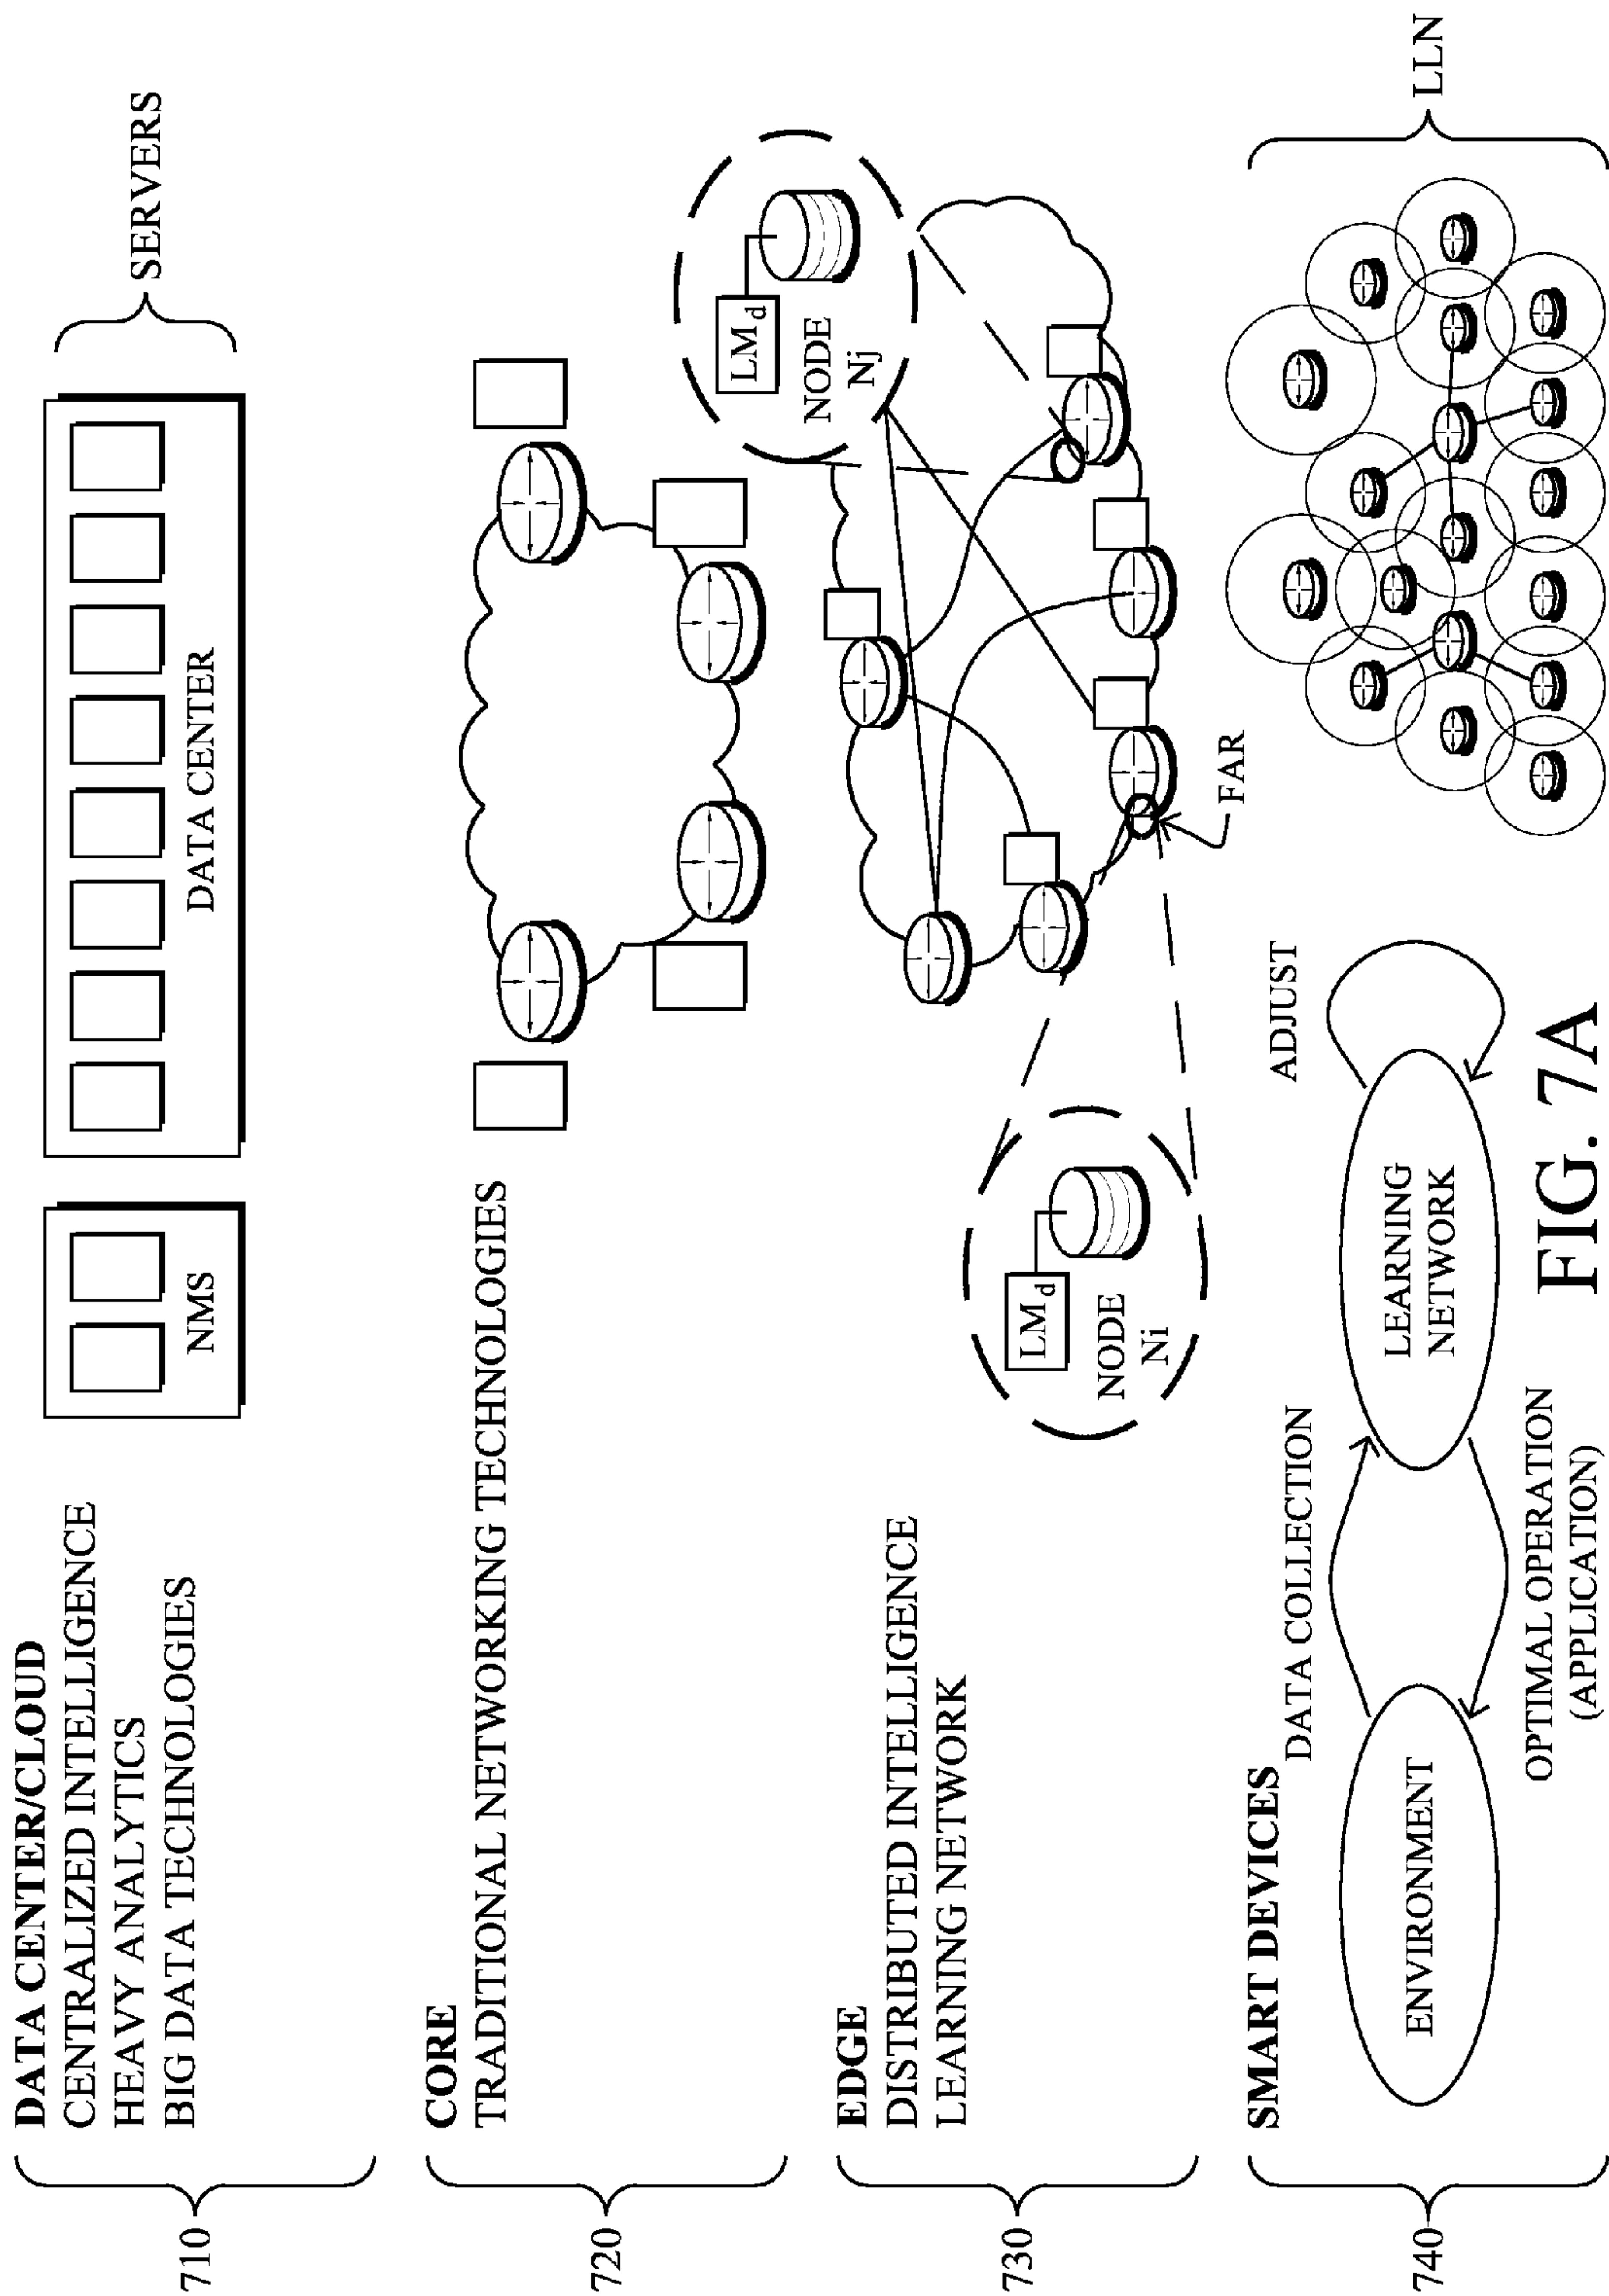 710
DATA CENTER/CLOUD
CENTRALIZED INTELLIGENCE
HEAVY ANALYTICS
BIG DATA TECHNOLOGIES
NMS
DATA CENTER
SERVERS
720
CORE
TRADITIONAL NETWORKING TECHNOLOGIES
730
EDGE
DISTRIBUTED INTELLIGENCE
LEARNING NETWORK
LMd
NODE
Ni
LMd
NODE
Nj
FAR
740
SMART DEVICES
DATA COLLECTION
ENVIRONMENT
OPTIMAL OPERATION
(APPLICATION)
LEARNING
NETWORK
ADJUST
LLN
FIG. 7A